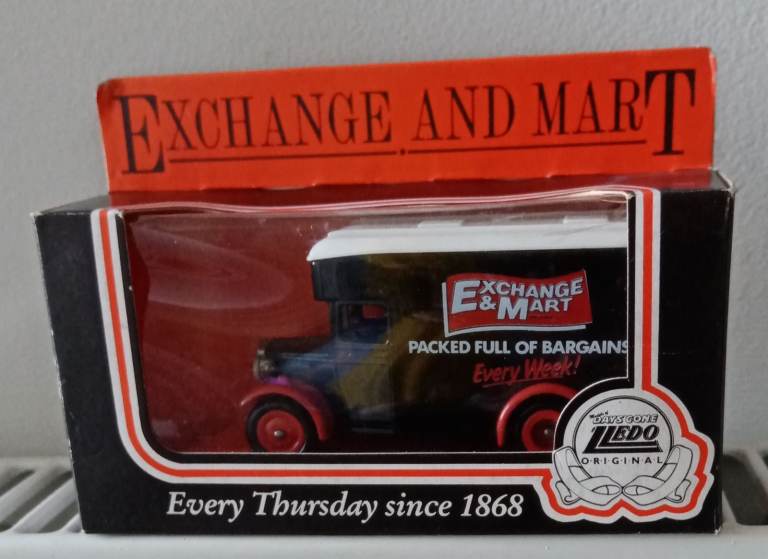 EXCHANGE AND MART
EXCHANGE
& MART
PACKED FULL OF BARGAINS
Every Week!
DAYS GONE
LLEDO
ORIGINAL
Every Thursday since 1868